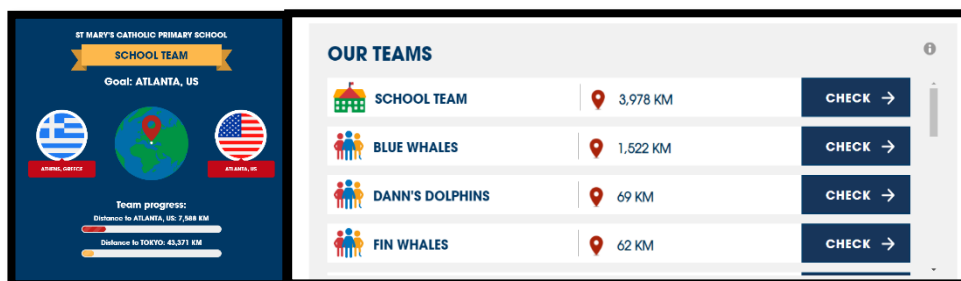 ST MARY'S CATHOLIC PRIMARY SCHOOL
SCHOOL TEAM
Goal: ATLANTA, US
ATHENS, GREECE
ATLANTA, US
Team progress:
Distance to ATLANTA, US: 7,588 KM
Distance to TOKYO: 43,371 KM
OUR TEAMS
SCHOOL TEAM 3,978 KM CHECK →
BLUE WHALES 1,522 KM CHECK →
DANN'S DOLPHINS 69 KM CHECK →
FIN WHALES 62 KM CHECK →